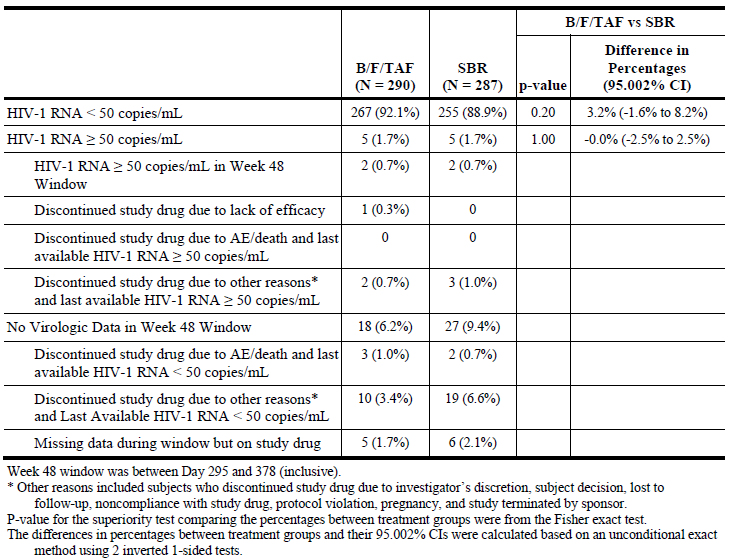 B/F/TAF vs SBR
B/F/TAF
(N = 290)
SBR
(N = 287)
p-value
Difference in
Percentages
(95.002% CI)
HIV-1 RNA < 50 copies/mL 267 (92.1%) 255 (88.9%) 0.20 3.2% (-1.6% to 8.2%)
HIV-1 RNA ≥ 50 copies/mL 5 (1.7%) 5 (1.7%) 1.00 -0.0% (-2.5% to 2.5%)
HIV-1 RNA ≥ 50 copies/mL in Week 48
Window 2 (0.7%) 2 (0.7%)
Discontinued study drug due to lack of efficacy 1 (0.3%) 0
Discontinued study drug due to AE/death and last
available HIV-1 RNA ≥ 50 copies/mL 0 0
Discontinued study drug due to other reasons*
and last available HIV-1 RNA ≥ 50 copies/mL 2 (0.7%) 3 (1.0%)
No Virologic Data in Week 48 Window 18 (6.2%) 27 (9.4%)
Discontinued study drug due to AE/death and last
available HIV-1 RNA < 50 copies/mL 3 (1.0%) 2 (0.7%)
Discontinued study drug due to other reasons*
and Last Available HIV-1 RNA < 50 copies/mL 10 (3.4%) 19 (6.6%)
Missing data during window but on study drug 5 (1.7%) 6 (2.1%)
Week 48 window was between Day 295 and 378 (inclusive).
* Other reasons included subjects who discontinued study drug due to investigator's discretion, subject decision, lost to
follow-up, noncompliance with study drug, protocol violation, pregnancy, and study terminated by sponsor.
P-value for the superiority test comparing the percentages between treatment groups were from the Fisher exact test.
The differences in percentages between treatment groups and their 95.002% CIs were calculated based on an unconditional exact
method using 2 inverted 1-sided tests.